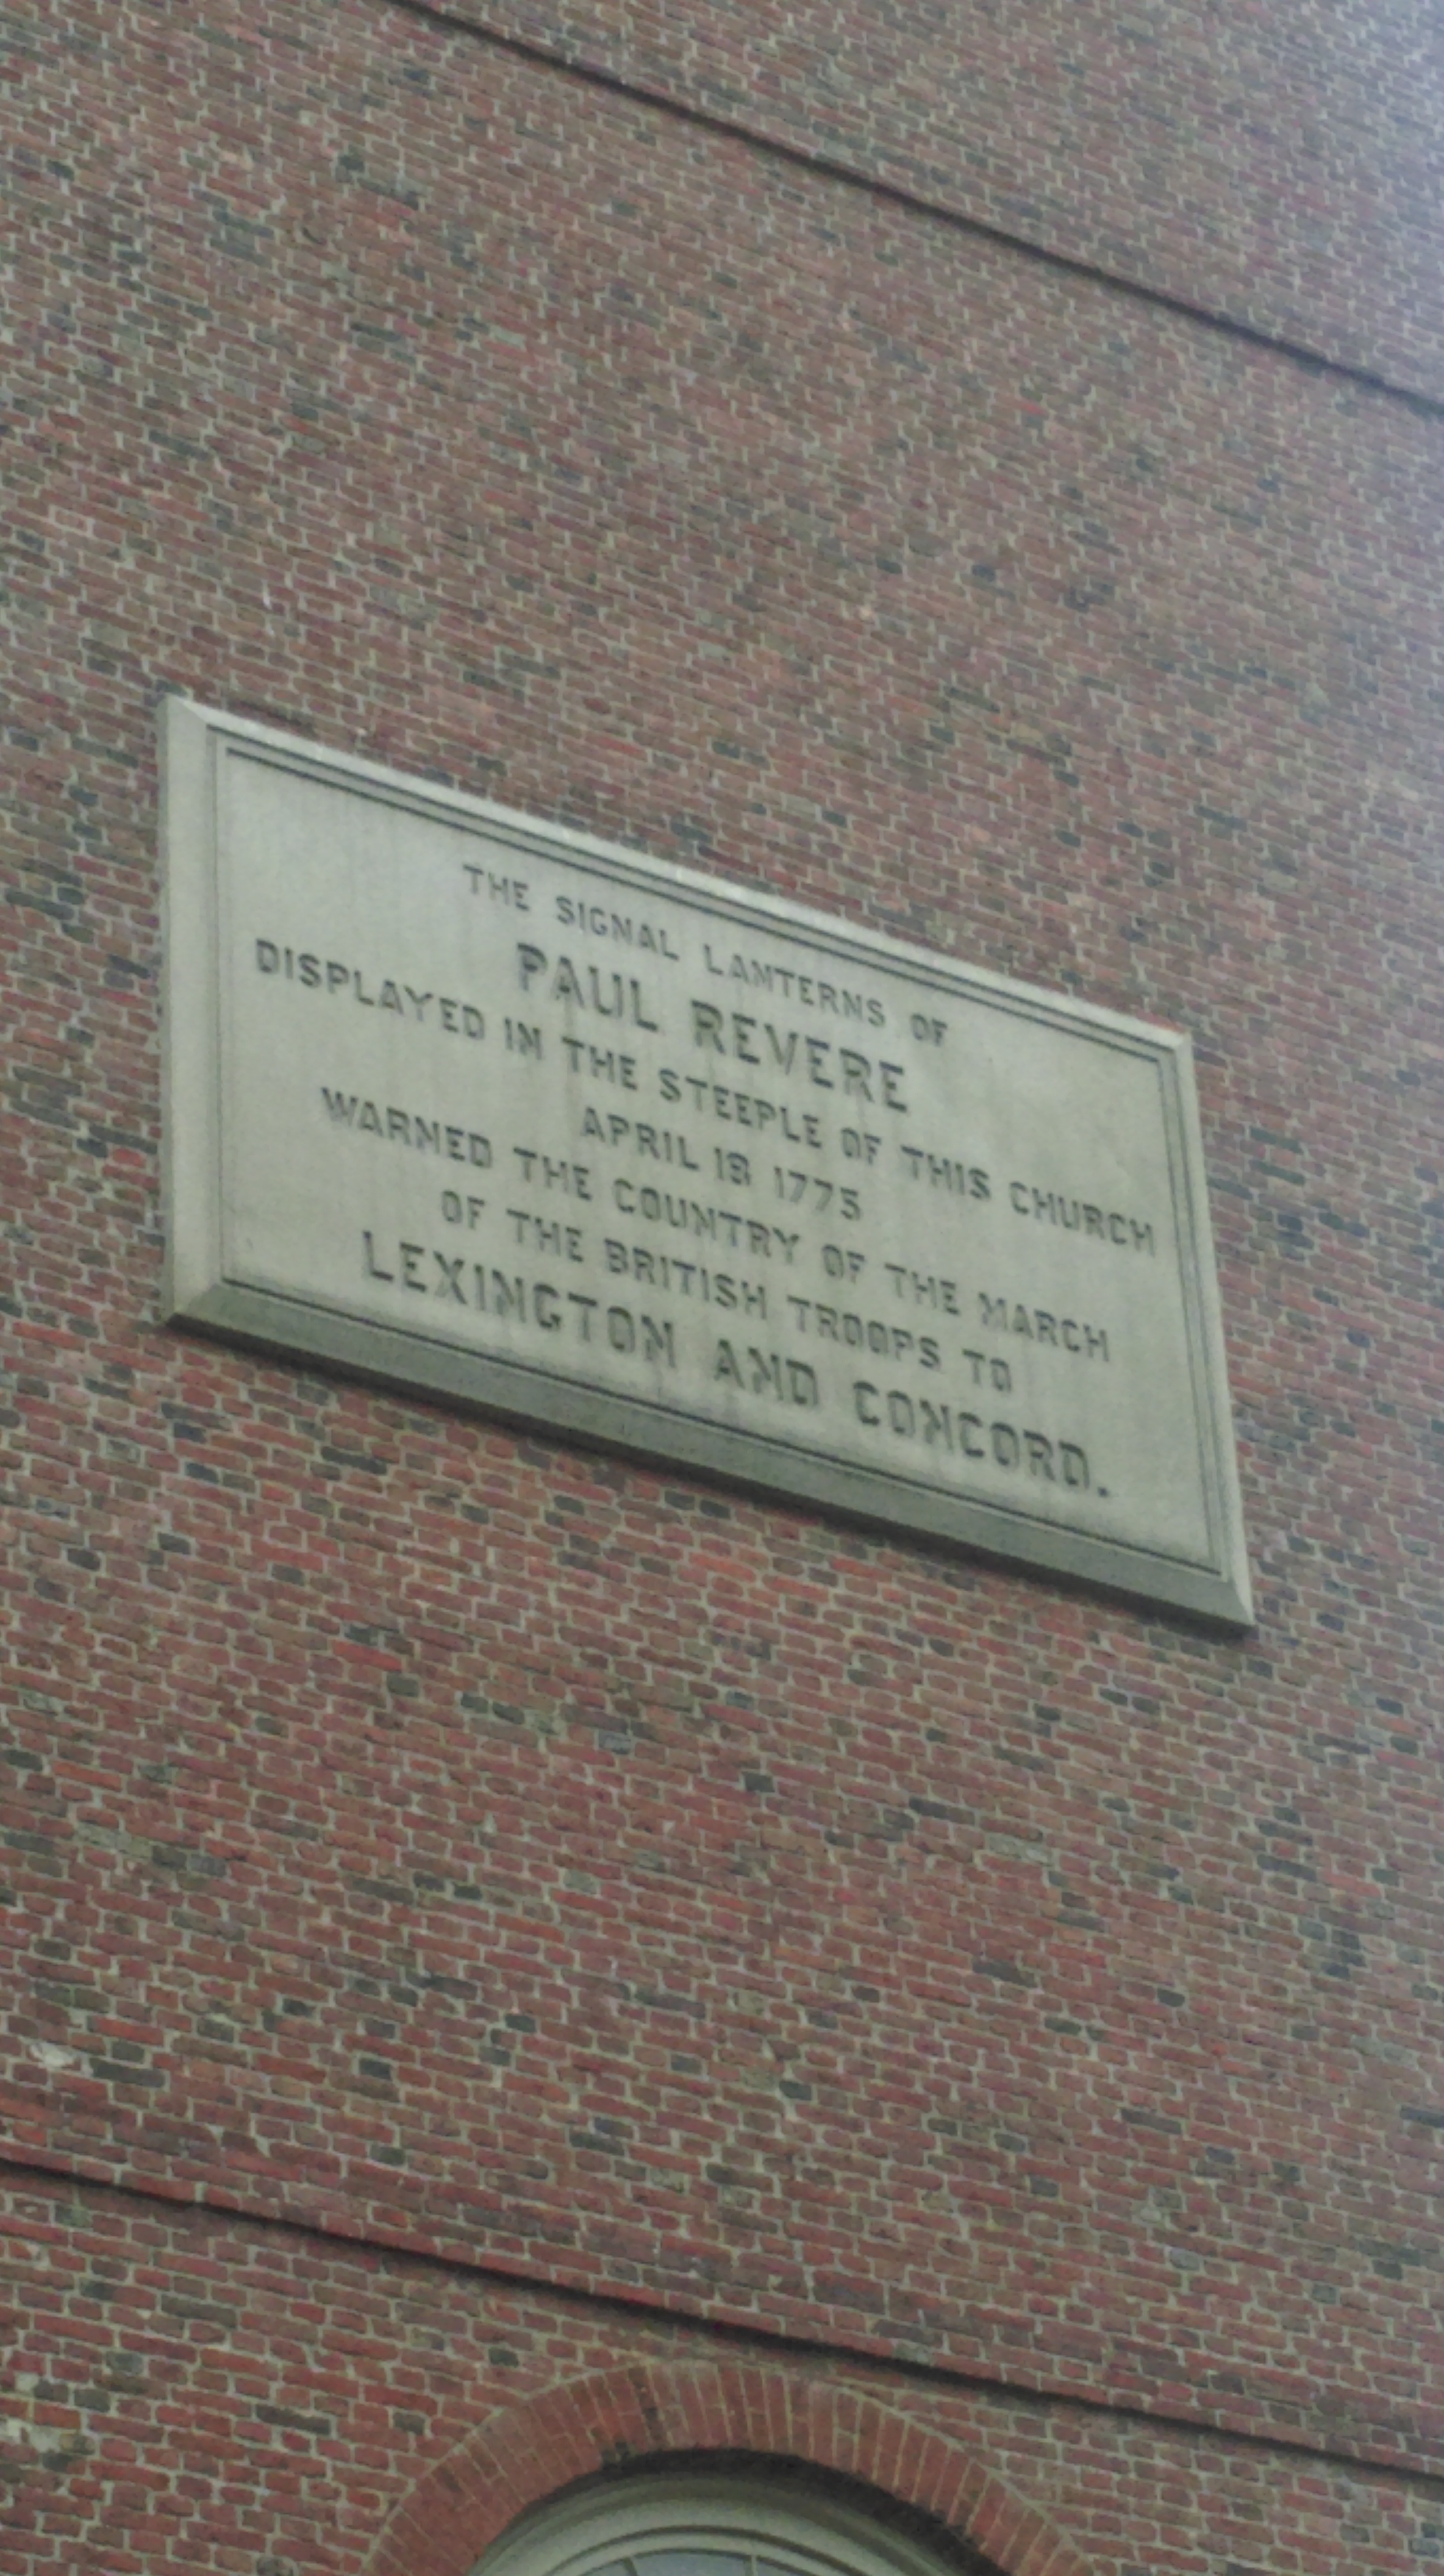 THE SIGNAL LANTERNS OF
PAUL REVERE
DISPLAYED IN THE STEEPLE OF THIS CHURCH
APRIL 18 1775
WARNED THE COUNTRY OF THE MARCH
OF THE BRITISH TROOPS TO
LEXINGTON AND CONCORD.